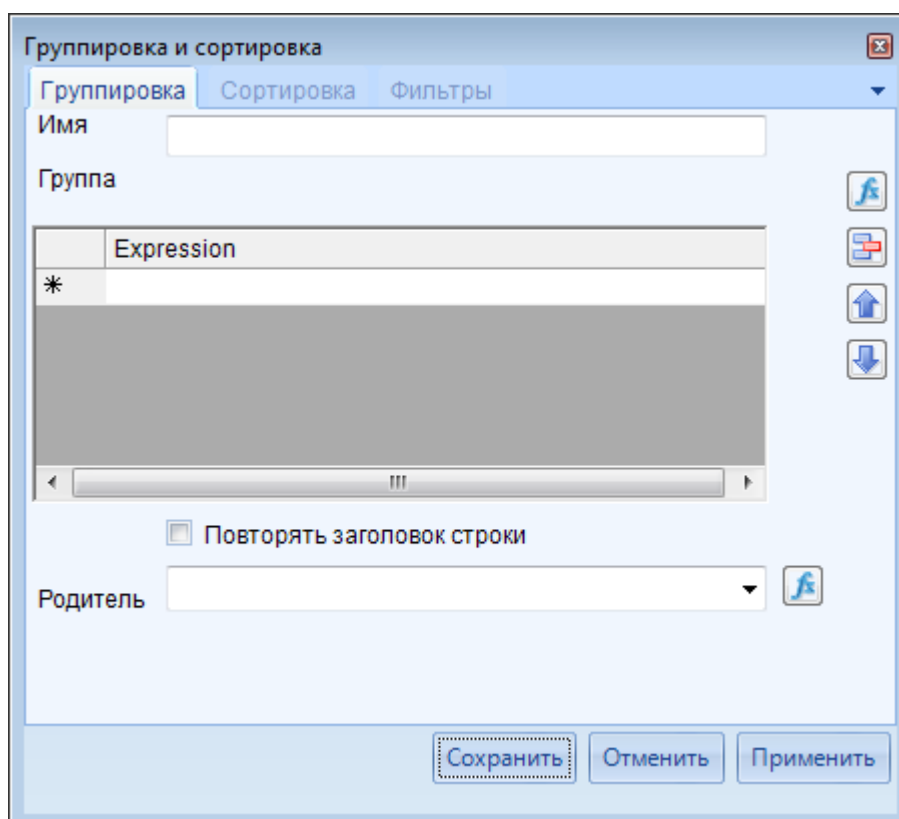 Группировка и сортировка
Группировка Сортировка Фильтры
Имя
Группа
Expression
Повторять заголовок строки
Родитель
Сохранить Отменить Применить